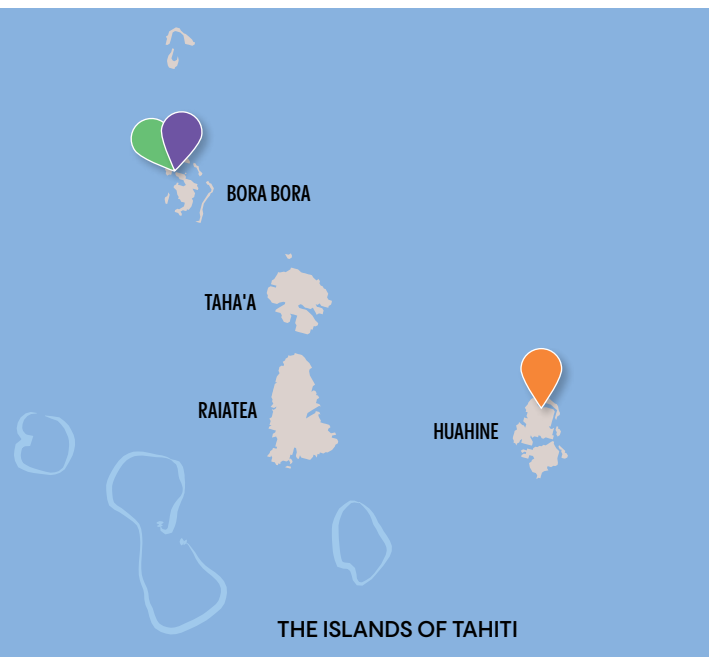 BORA BORA
TAHA'A
RAIATEA
HUAHINE
THE ISLANDS OF TAHITI